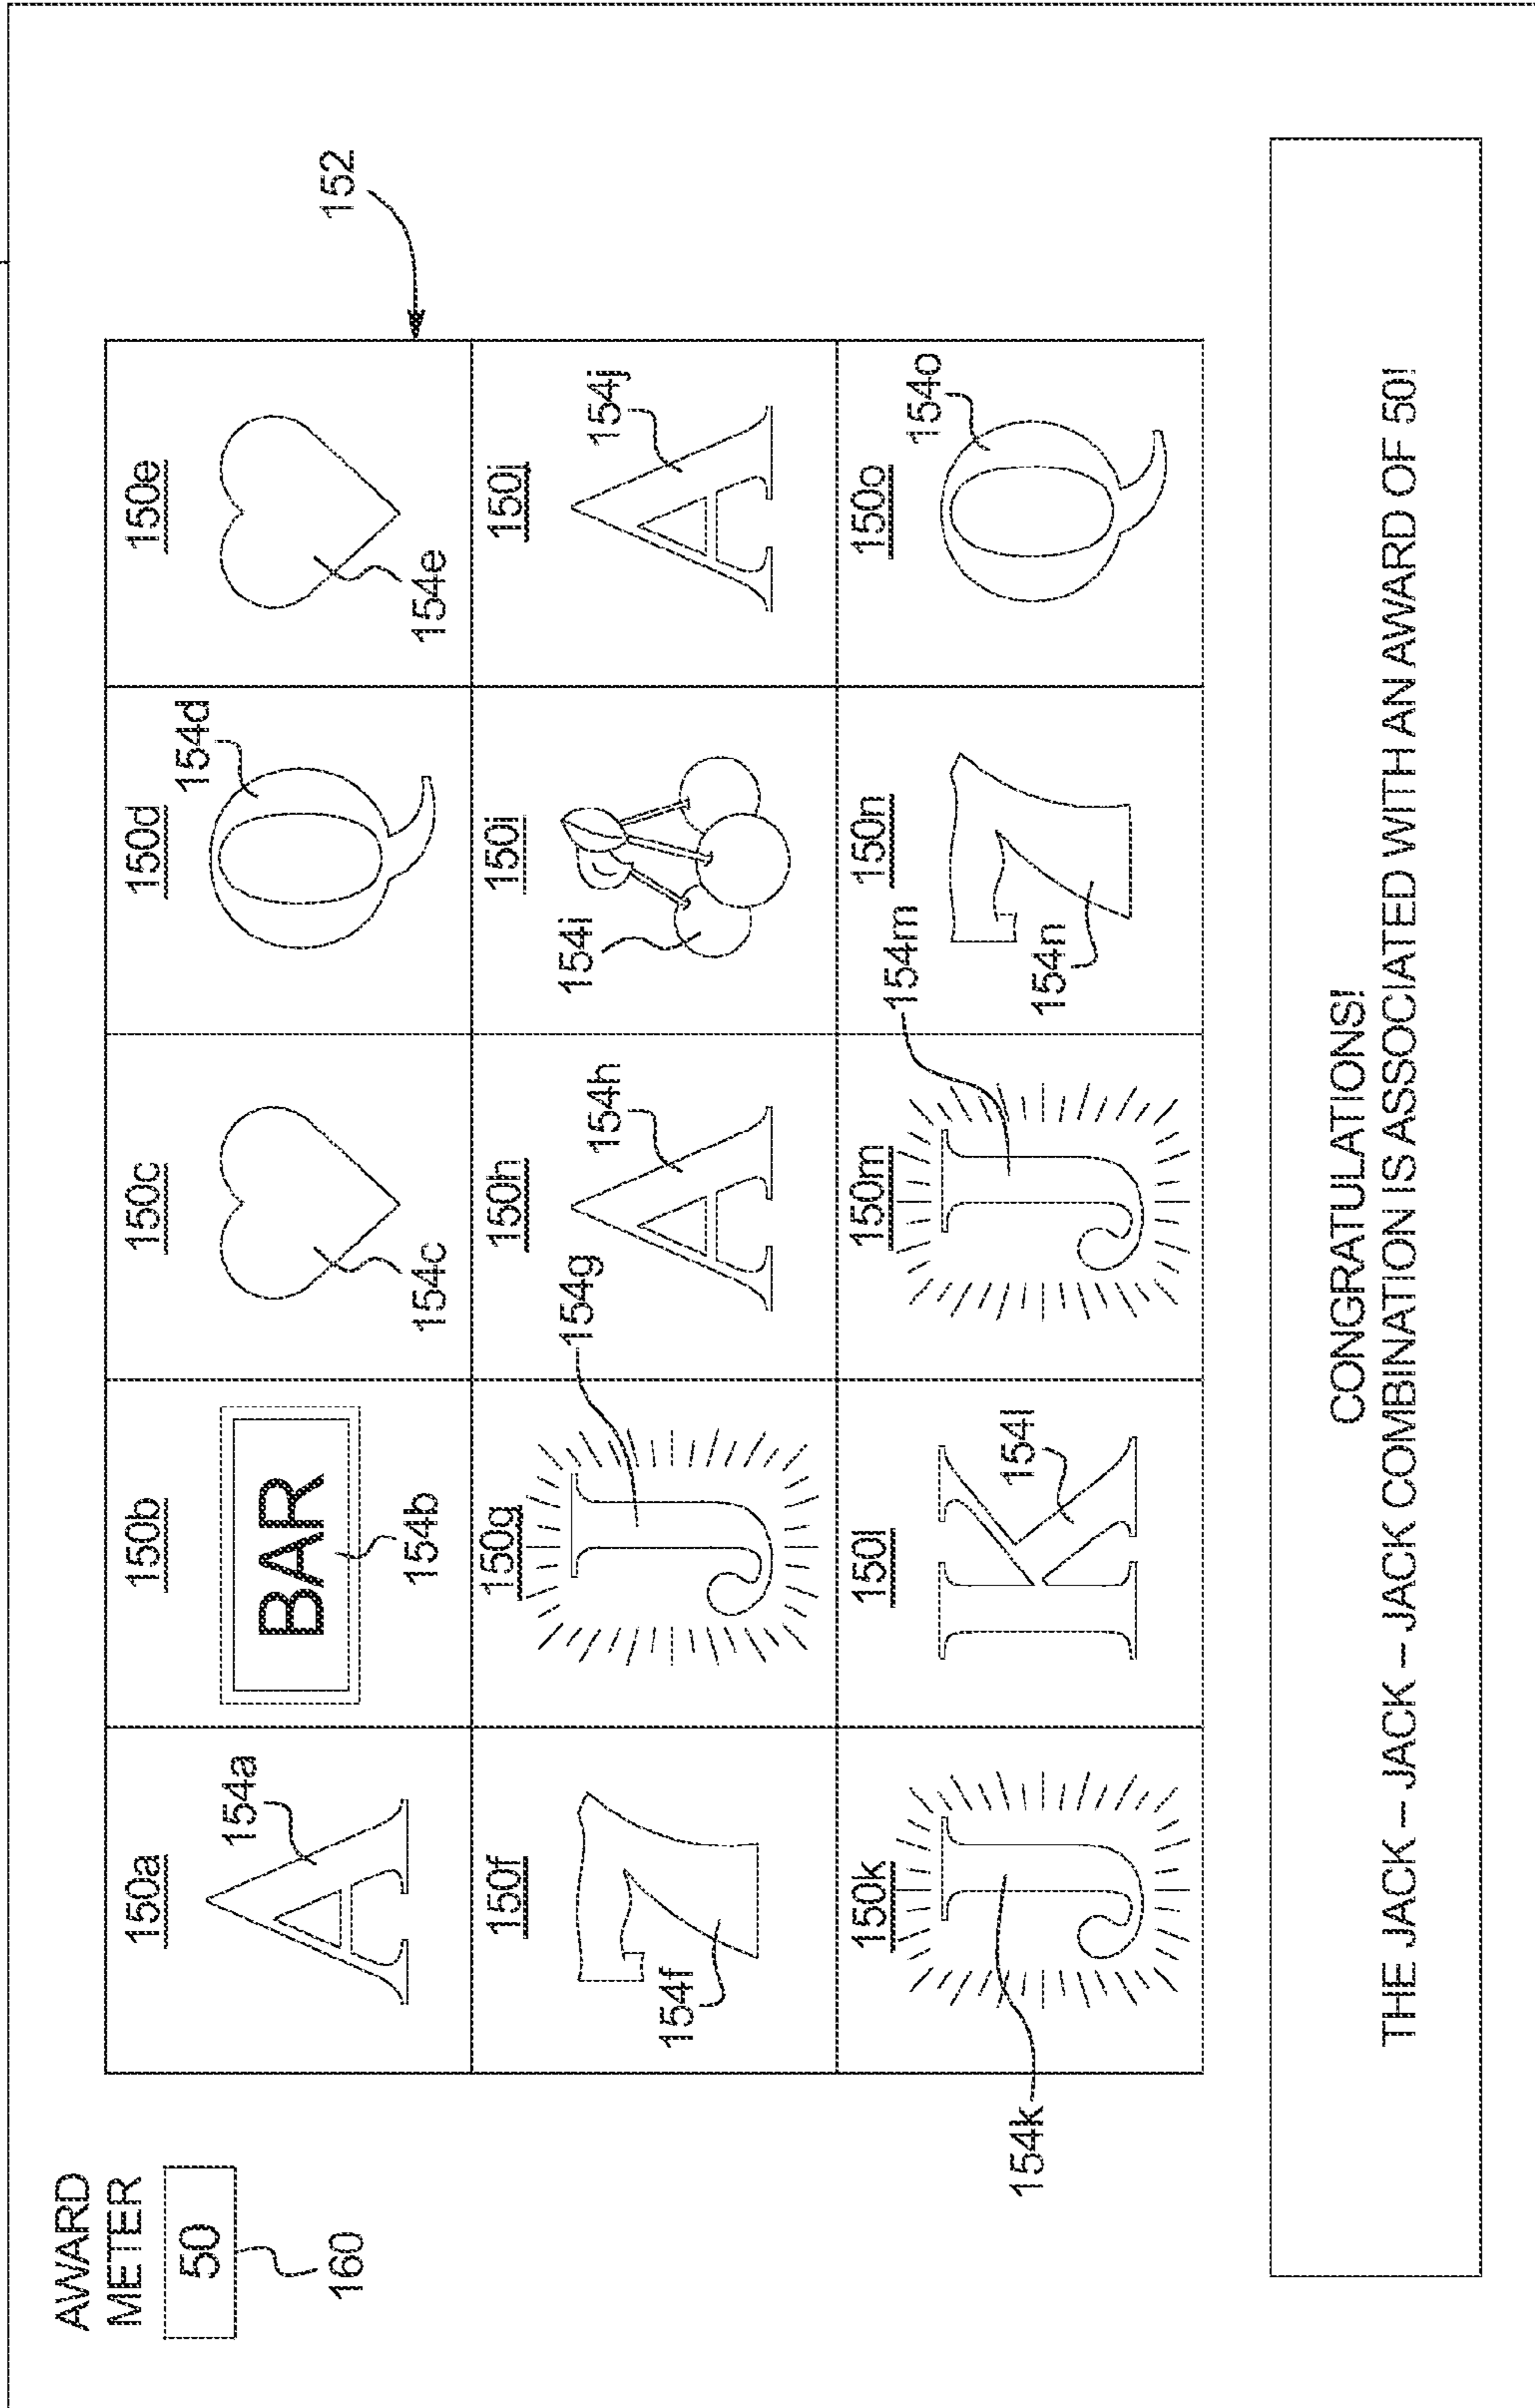 AWARD
METER
50
160
152
150a
A
154a
150b
BAR
154b
150c
154c
150d
Q
154d
150e
154e
150f
7
154f
150g
J
154g
150h
A
154h
150i
154i
150j
A
154j
150k
J
154k
150l
K
154l
150m
J
154m
150n
7
154n
150o
Q
154o
CONGRATULATIONS!
THE JACK – JACK – JACK COMBINATION IS ASSOCIATED WITH AN AWARD OF 50!